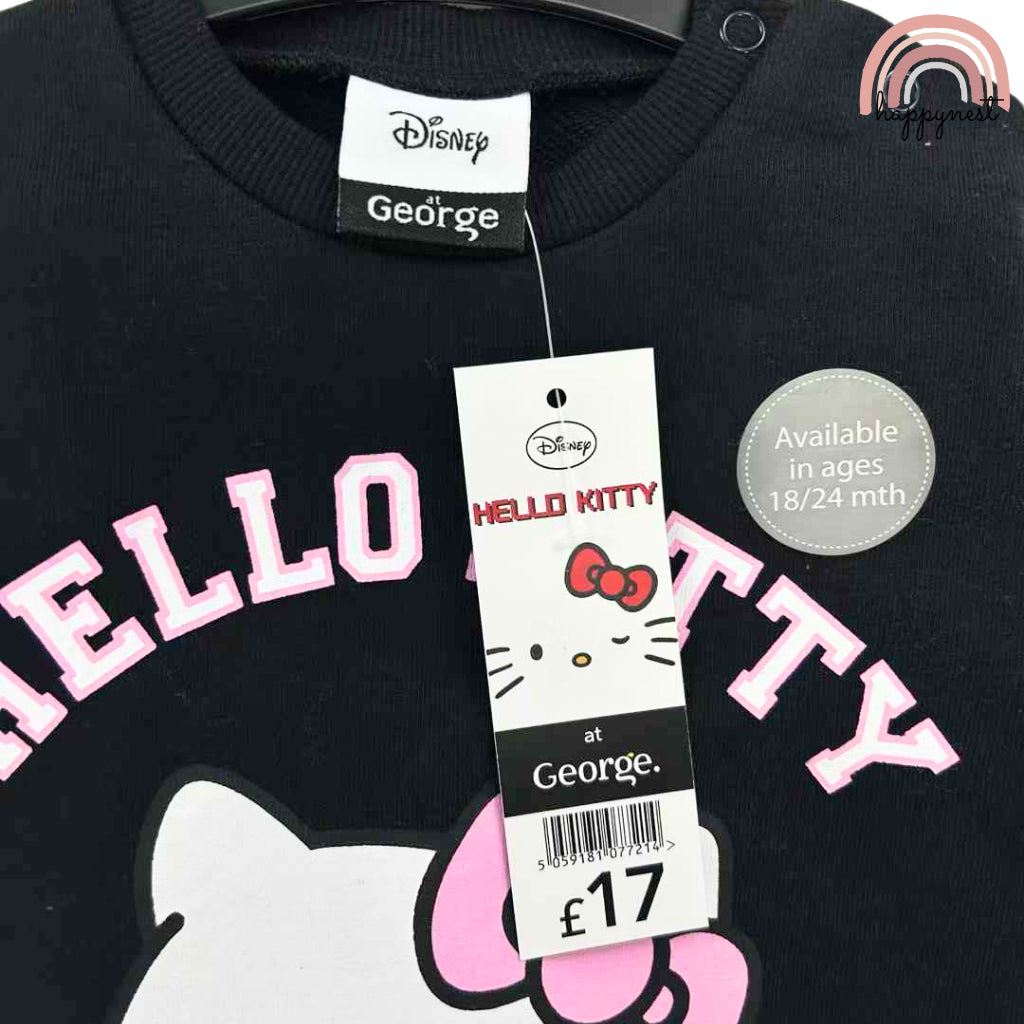 happynest
Disney
at
George
Disney
HELLO KITTY
Available
in ages
18/24 mth
HELLO
TTY
at
George.
5 059181 077214 >
£17